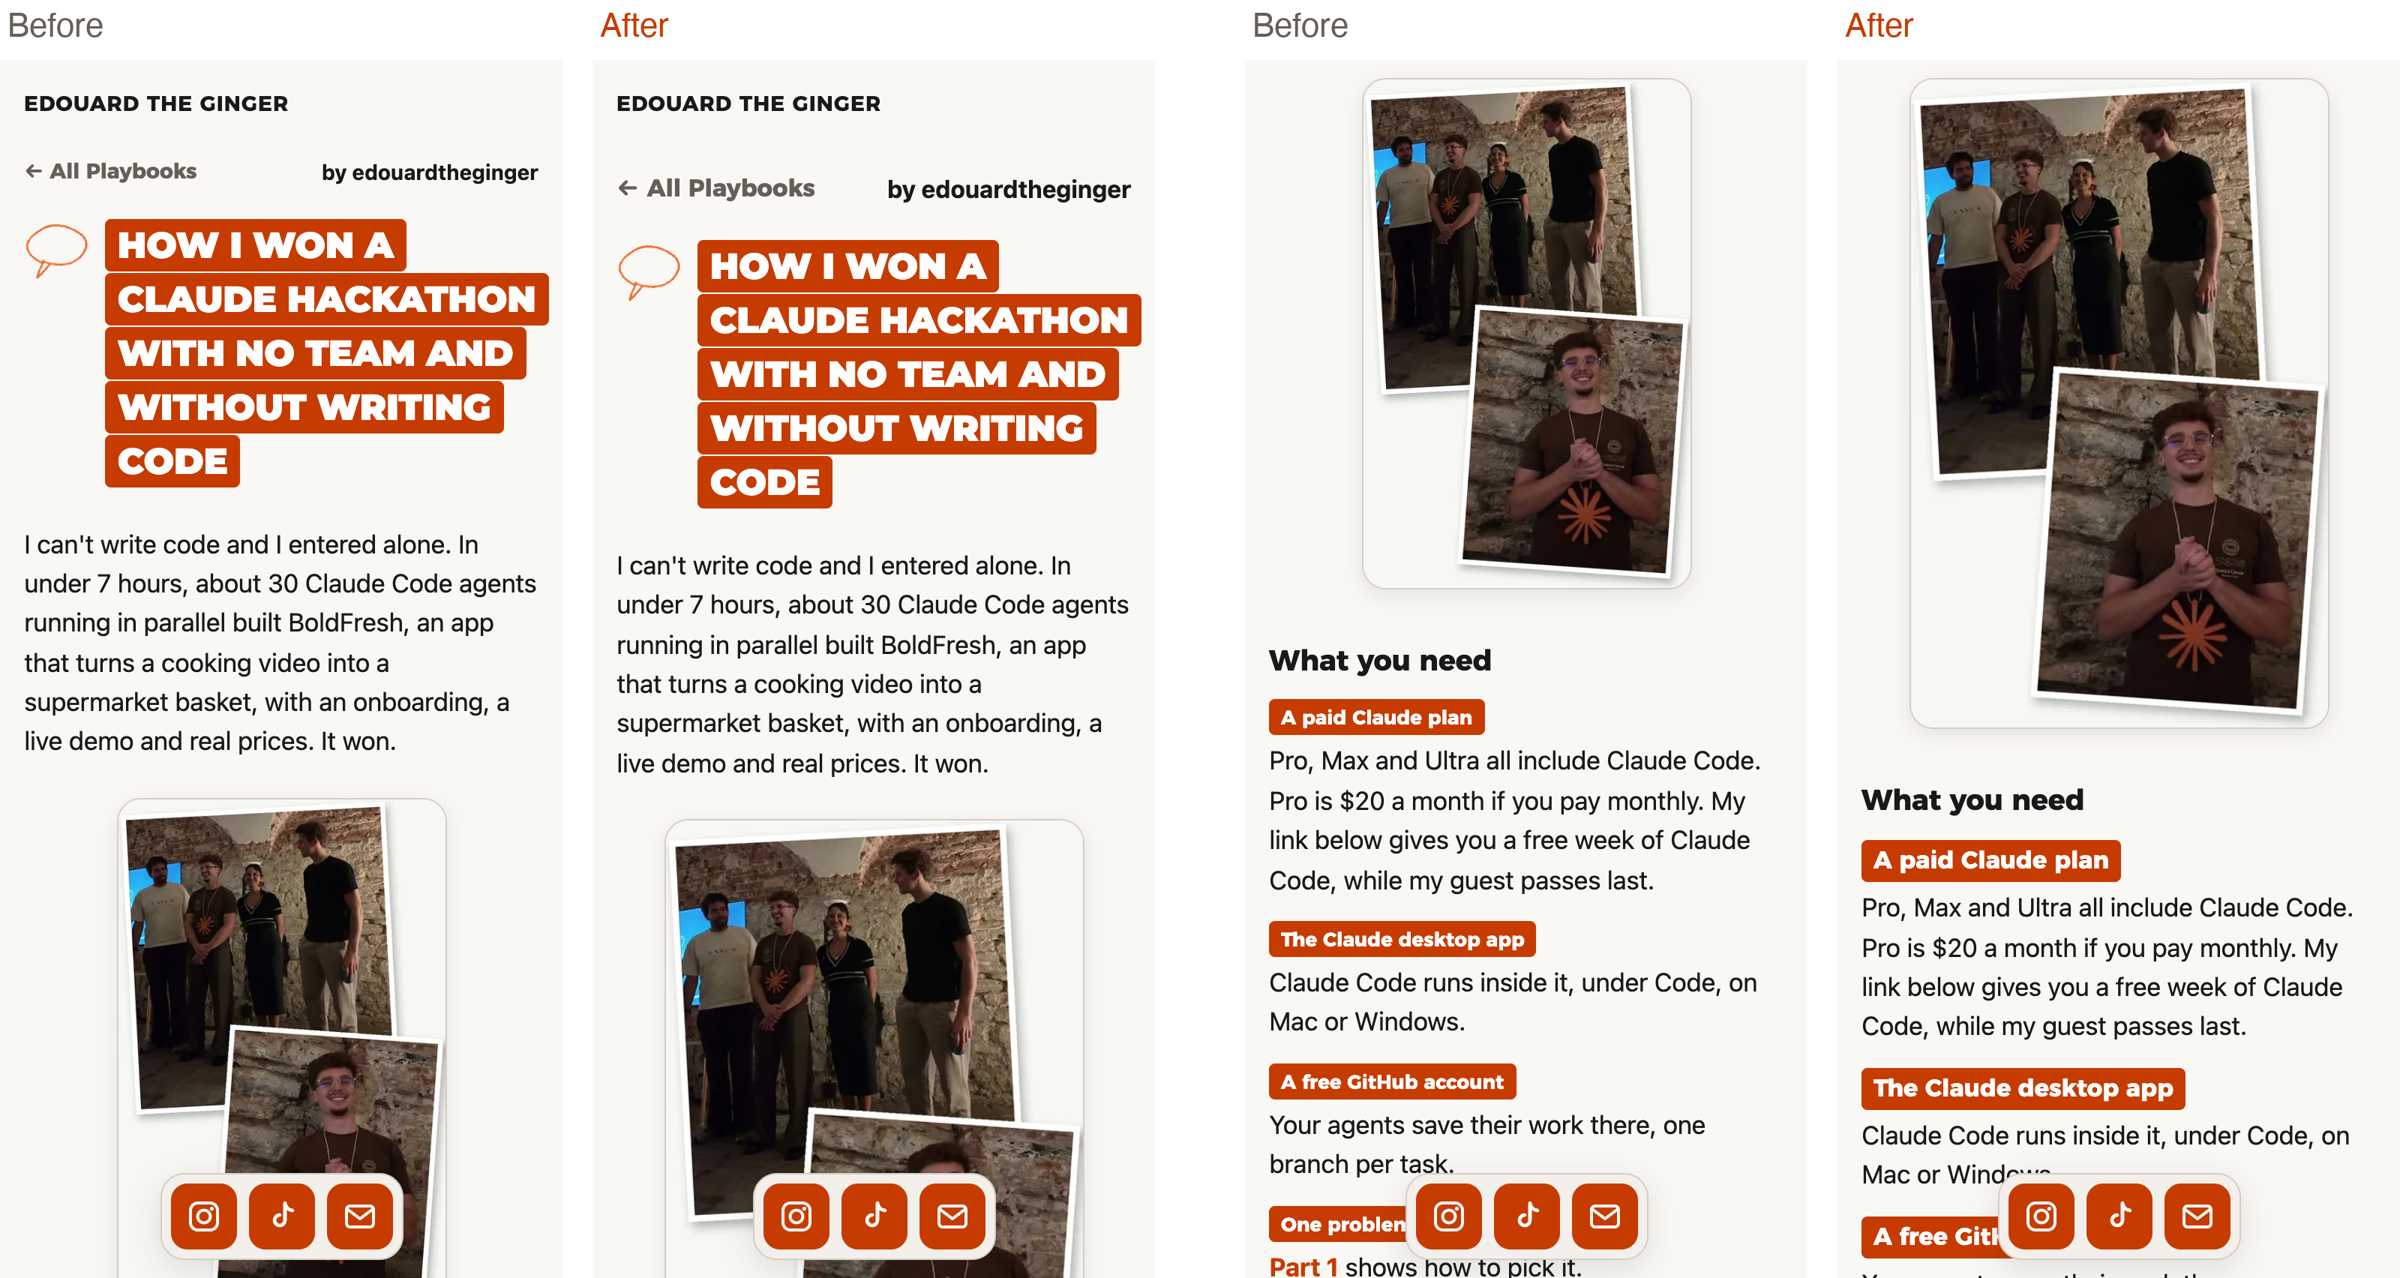 Before
EDOUARD THE GINGER
← All Playbooks
by edouardtheginger
HOW I WON A
CLAUDE HACKATHON
WITH NO TEAM AND
WITHOUT WRITING
CODE
I can't write code and I entered alone. In
under 7 hours, about 30 Claude Code agents
running in parallel built BoldFresh, an app
that turns a cooking video into a
supermarket basket, with an onboarding, a
live demo and real prices. It won.
After
EDOUARD THE GINGER
← All Playbooks
by edouardtheginger
HOW I WON A
CLAUDE HACKATHON
WITH NO TEAM AND
WITHOUT WRITING
CODE
I can't write code and I entered alone. In
under 7 hours, about 30 Claude Code agents
running in parallel built BoldFresh, an app
that turns a cooking video into a
supermarket basket, with an onboarding, a
live demo and real prices. It won.
Before
What you need
A paid Claude plan
Pro, Max and Ultra all include Claude Code.
Pro is $20 a month if you pay monthly. My
link below gives you a free week of Claude
Code, while my guest passes last.
The Claude desktop app
Claude Code runs inside it, under Code, on
Mac or Windows.
A free GitHub account
Your agents save their work there, one
branch per task.
One problem
Part 1 shows how to pick it.
After
What you need
A paid Claude plan
Pro, Max and Ultra all include Claude Code.
Pro is $20 a month if you pay monthly. My
link below gives you a free week of Claude
Code, while my guest passes last.
The Claude desktop app
Claude Code runs inside it, under Code, on
Mac or Windows.
A free